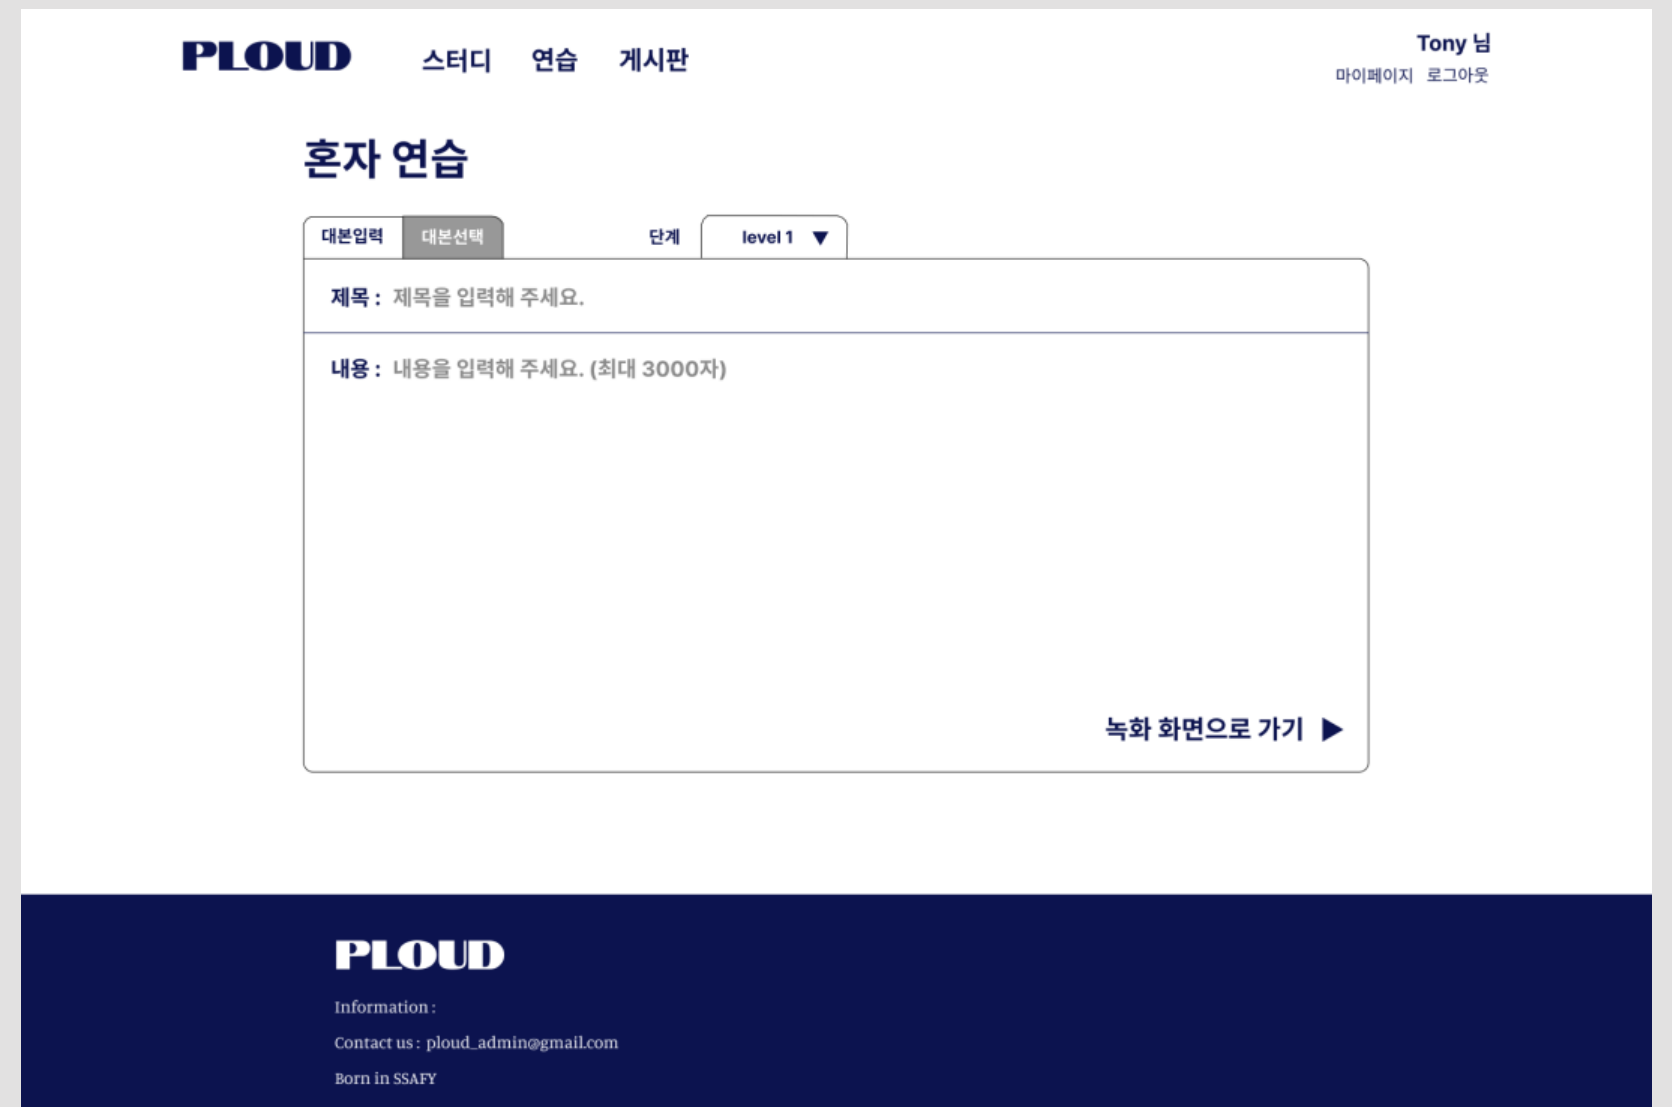 PLOUD 스터디 연습 게시판
Tony 님
마이페이지 로그아웃
혼자 연습
대본입력 대본선택 단계 level 1 ▼
제목 : 제목을 입력해 주세요.
내용 : 내용을 입력해 주세요. (최대 3000자)
녹화 화면으로 가기 ▶
PLOUD
Information :
Contact us : ploud_admin@gmail.com
Born in SSAFY